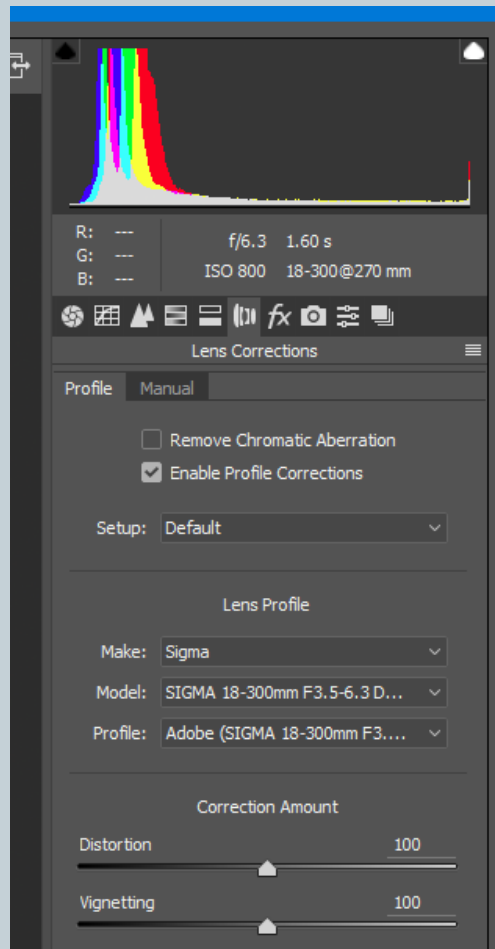 R: ---
G: ---
B: ---
f/6.3 1.60 s
ISO 800 18-300@270 mm
fx
Lens Corrections
Profile Manual
Remove Chromatic Aberration
Enable Profile Corrections
Setup: Default
Lens Profile
Make: Sigma
Model: SIGMA 18-300mm F3.5-6.3 D...
Profile: Adobe (SIGMA 18-300mm F3....
Correction Amount
Distortion 100
Vignetting 100